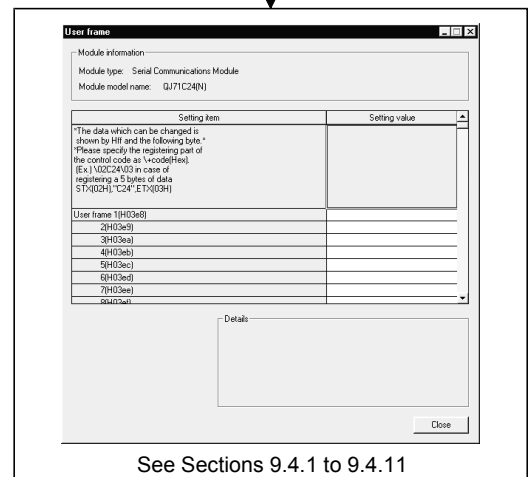 User frame
Module information
Module type: Serial Communications Module
Module model name: QJ71C24(N)
Setting item Setting value
"The data which can be changed is
shown by Hff and the following byte."
"Please specify the registering part of
the control code as \+code(Hex).
(Ex.) \02C24\03 in case of
registering a 5 bytes of data
STX(02H),"C24",ETX(03H)
User frame 1(H03e8)
2(H03e9)
3(H03ea)
4(H03eb)
5(H03ec)
6(H03ed)
7(H03ee)
8(H03ef)
Details
Close
See Sections 9.4.1 to 9.4.11